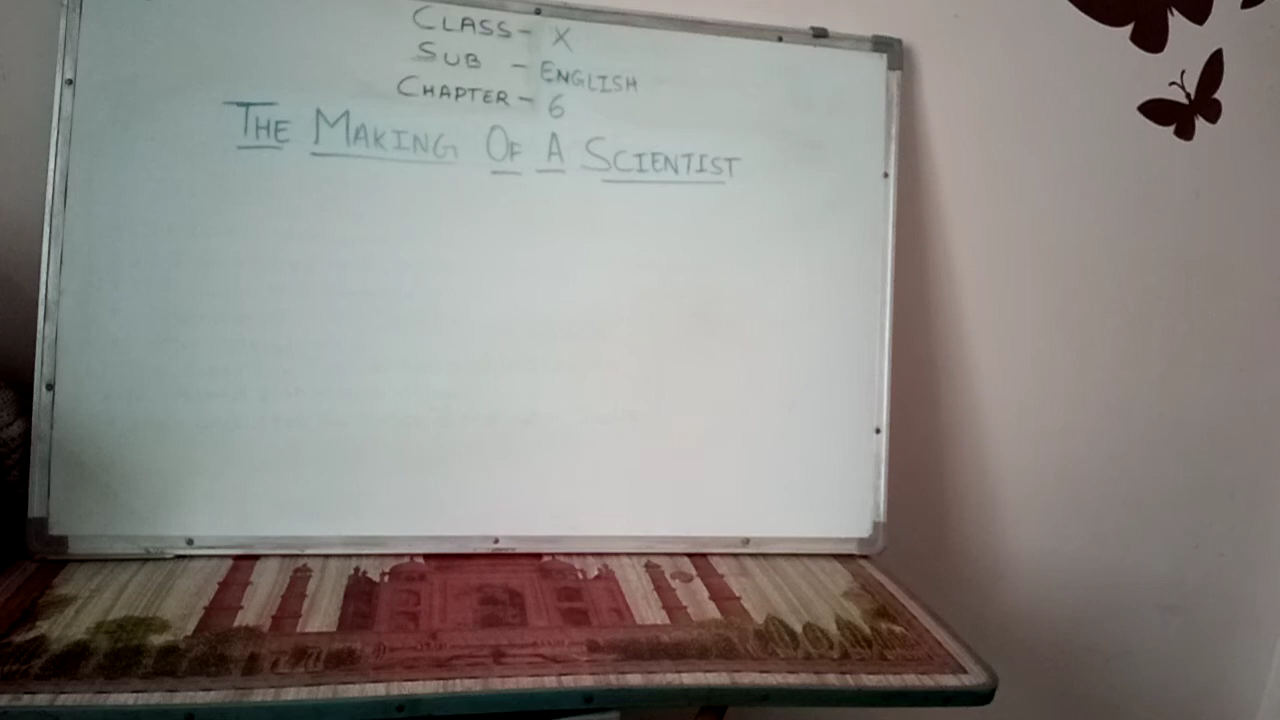 CLASS- X
SUB - ENGLISH
CHAPTER - 6
THE MAKING OF A SCIENTIST